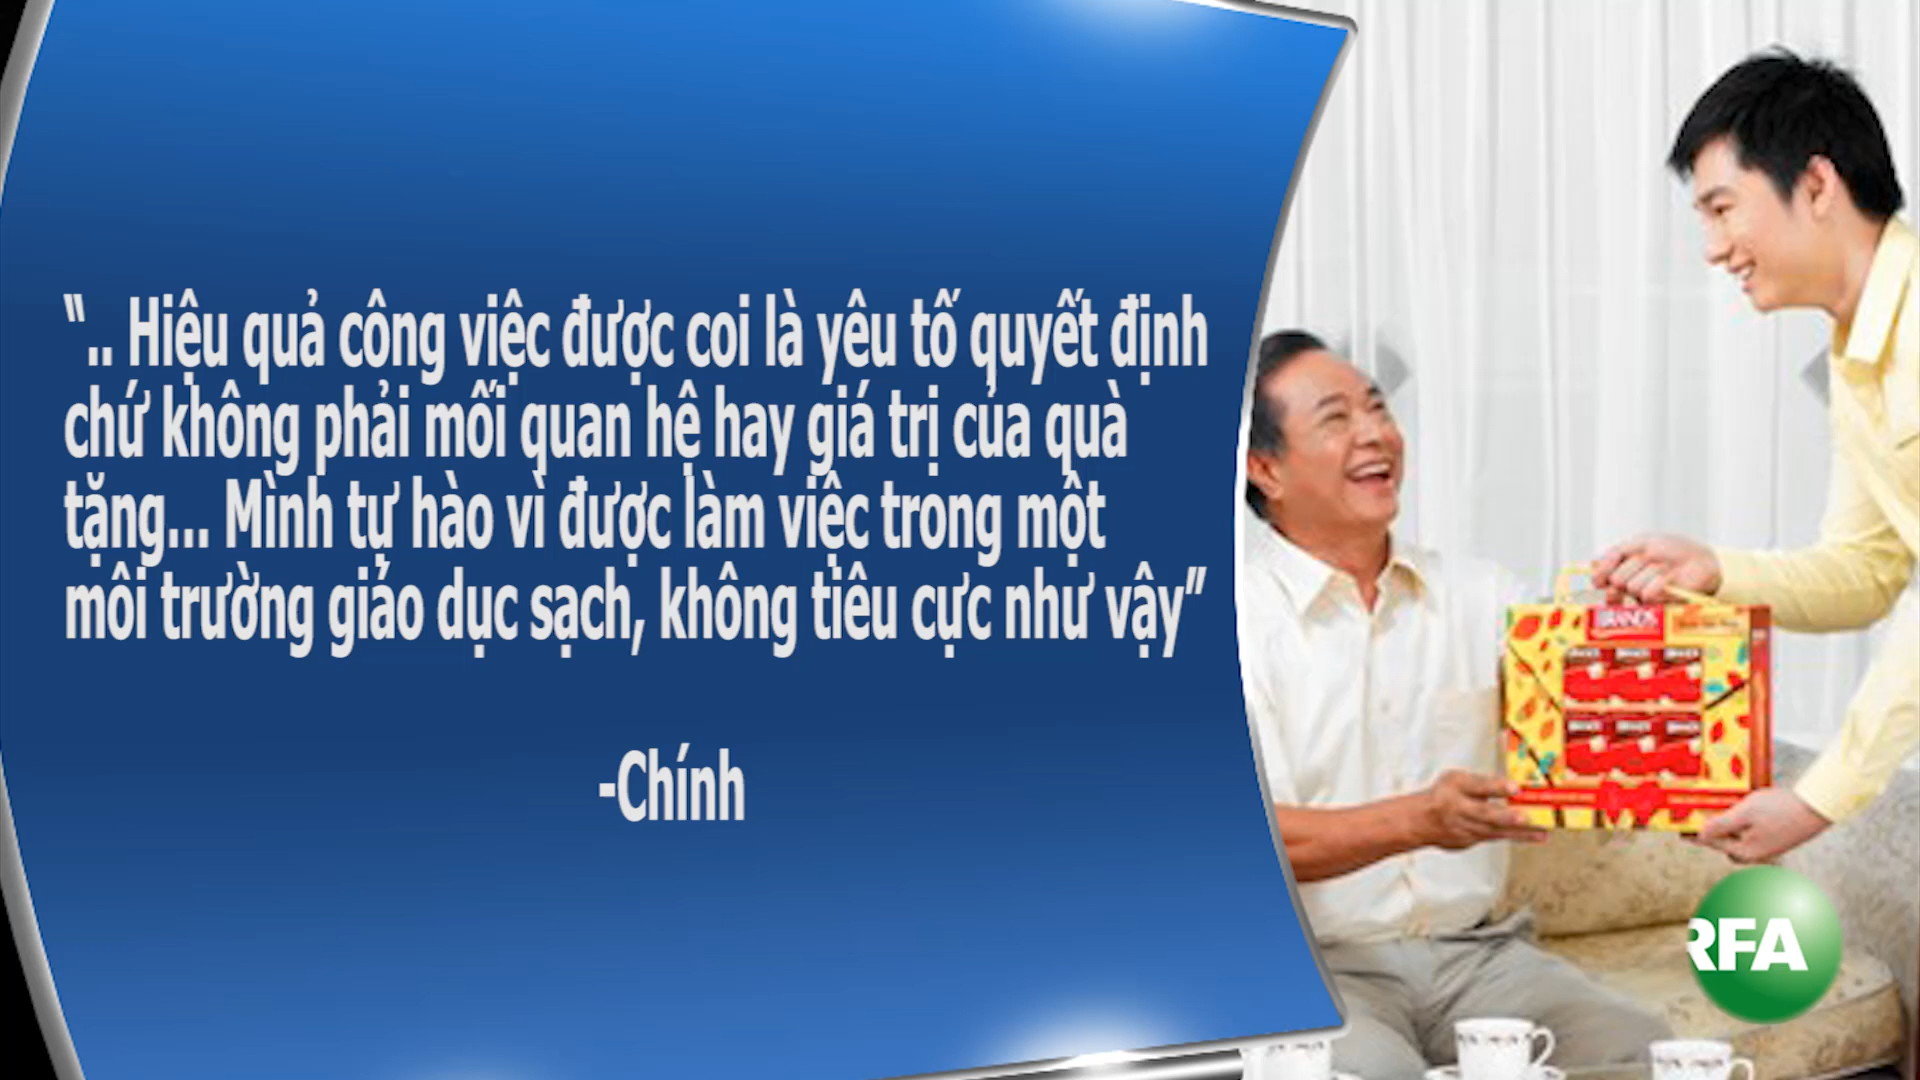 “.. Hiệu quả công việc được coi là yêu tố quyết định
chứ không phải mối quan hệ hay giá trị của quà
tặng... Mình tự hào vì được làm việc trong một
môi trường giáo dục sạch, không tiêu cực như vậy”
-Chính
BRAND'S
RFA